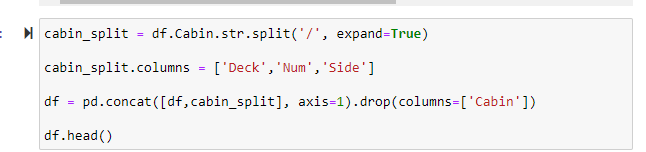 cabin_split = df.Cabin.str.split('/', expand=True)
cabin_split.columns = ['Deck','Num','Side']
df = pd.concat([df,cabin_split], axis=1).drop(columns=['Cabin'])
df.head()